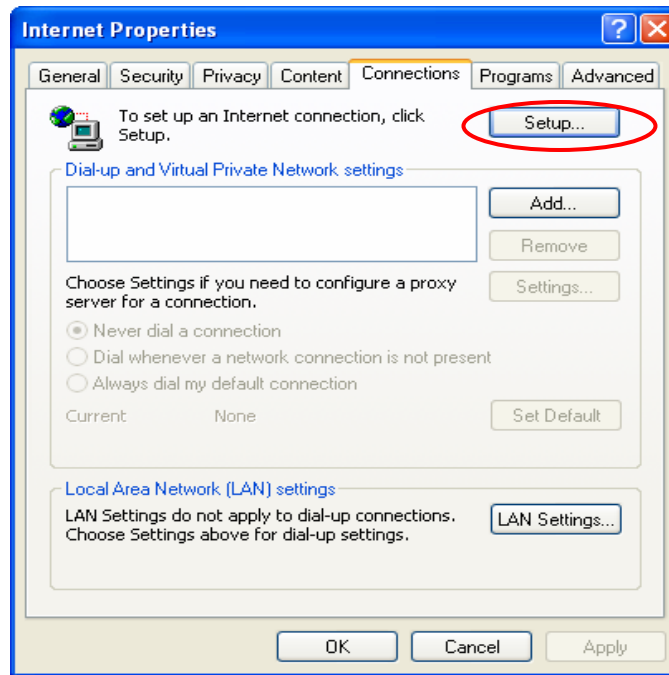 Internet Properties
?
General Security Privacy Content Connections Programs Advanced
To set up an Internet connection, click
Setup.
Setup...
Dial-up and Virtual Private Network settings
Add...
Remove
Choose Settings if you need to configure a proxy
server for a connection.
Settings...
Never dial a connection
Dial whenever a network connection is not present
Always dial my default connection
Current None
Set Default
Local Area Network (LAN) settings
LAN Settings do not apply to dial-up connections.
Choose Settings above for dial-up settings.
LAN Settings...
OK Cancel Apply